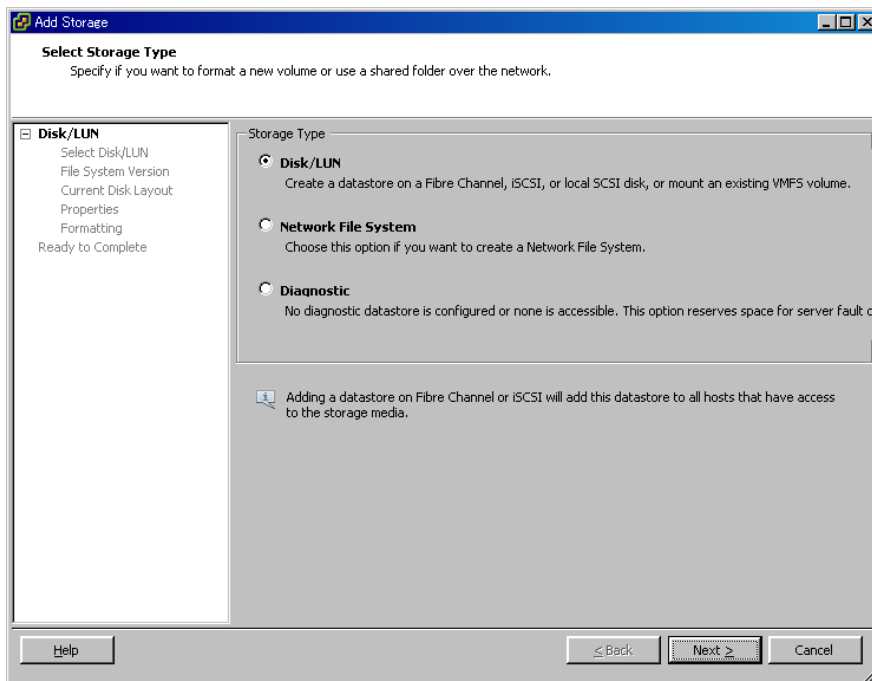 Add Storage
Select Storage Type
Specify if you want to format a new volume or use a shared folder over the network.
Disk/LUN
Select Disk/LUN
File System Version
Current Disk Layout
Properties
Formatting
Ready to Complete
Storage Type
Disk/LUN
Create a datastore on a Fibre Channel, iSCSI, or local SCSI disk, or mount an existing VMFS volume.
Network File System
Choose this option if you want to create a Network File System.
Diagnostic
No diagnostic datastore is configured or none is accessible. This option reserves space for server fault
Adding a datastore on Fibre Channel or iSCSI will add this datastore to all hosts that have access
to the storage media.
Help
< Back
Next >
Cancel